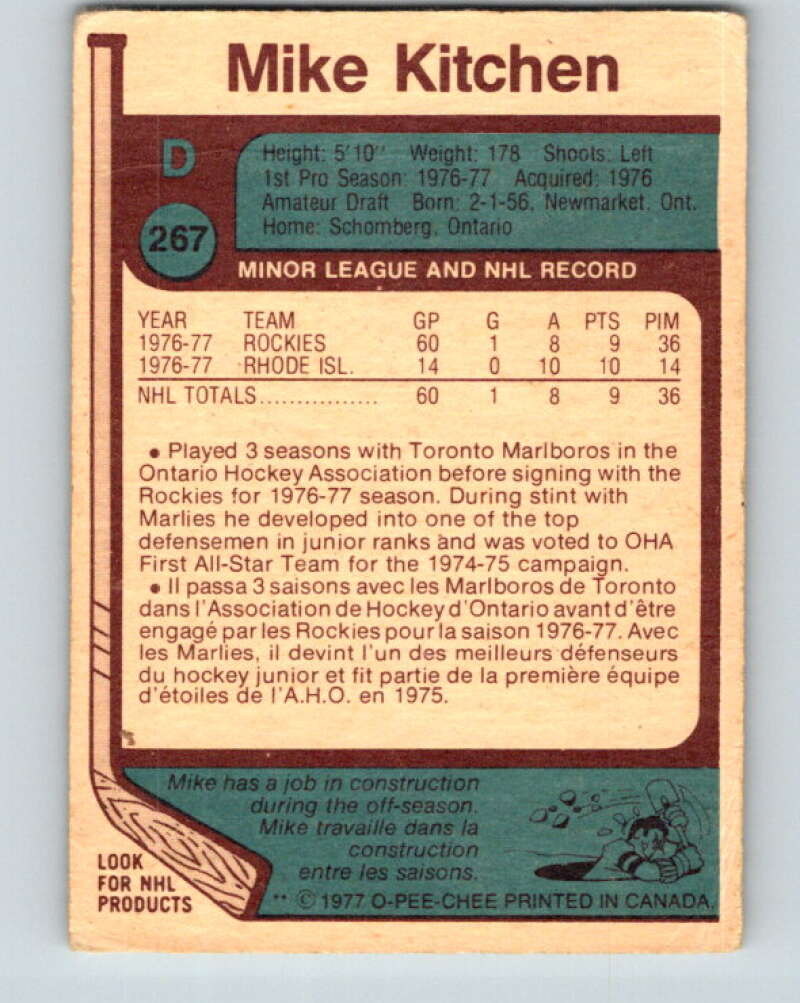 Mike Kitchen
D
Height: 5'10'' Weight: 178 Shoots: Left
1st Pro Season: 1976-77 Acquired: 1976
Amateur Draft Born: 2-1-56, Newmarket, Ont.
Home: Schomberg, Ontario
267
MINOR LEAGUE AND NHL RECORD
YEAR TEAM GP G A PTS PIM
1976-77 ROCKIES 60 1 8 9 36
1976-77 RHODE ISL. 14 0 10 10 14
NHL TOTALS................ 60 1 8 9 36
• Played 3 seasons with Toronto Marlboros in the
Ontario Hockey Association before signing with the
Rockies for 1976-77 season. During stint with
Marlies he developed into one of the top
defensemen in junior ranks and was voted to OHA
First All-Star Team for the 1974-75 campaign.
• Il passa 3 saisons avec les Marlboros de Toronto
dans l'Association de Hockey d'Ontario avant d'être
engagé par les Rockies pour la saison 1976-77. Avec
les Marlies, il devint l'un des meilleurs défenseurs
du hockey junior et fit partie de la première équipe
d'étoiles de l'A.H.O. en 1975.
Mike has a job in construction
during the off-season.
Mike travaille dans la
construction
entre les saisons.
LOOK
FOR NHL
PRODUCTS
** © 1977 O-PEE-CHEE PRINTED IN CANADA.